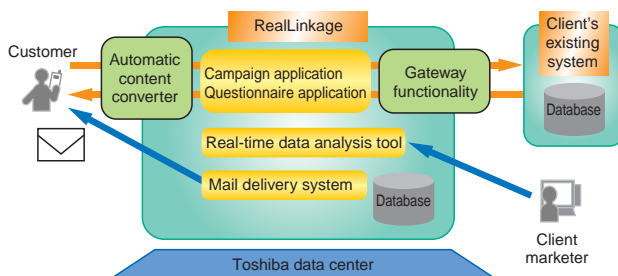 RealLinkage
Client's
existing
system
Customer
Automatic
content
converter
Campaign application
Questionnaire application
Gateway
functionality
Database
Real-time data analysis tool
Mail delivery system
Database
Client
marketer
Toshiba data center